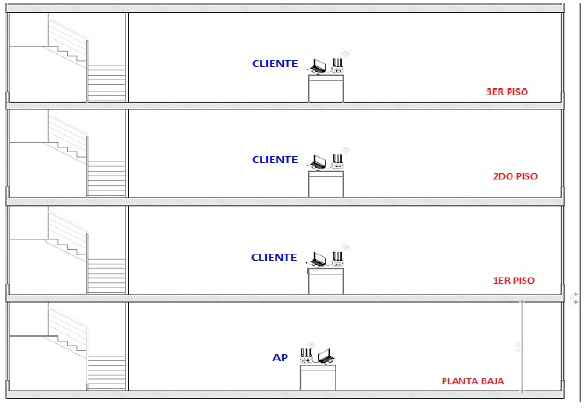 CLIENTE
3ER PISO
CLIENTE
2DO PISO
CLIENTE
1ER PISO
AP
PLANTA BAJA